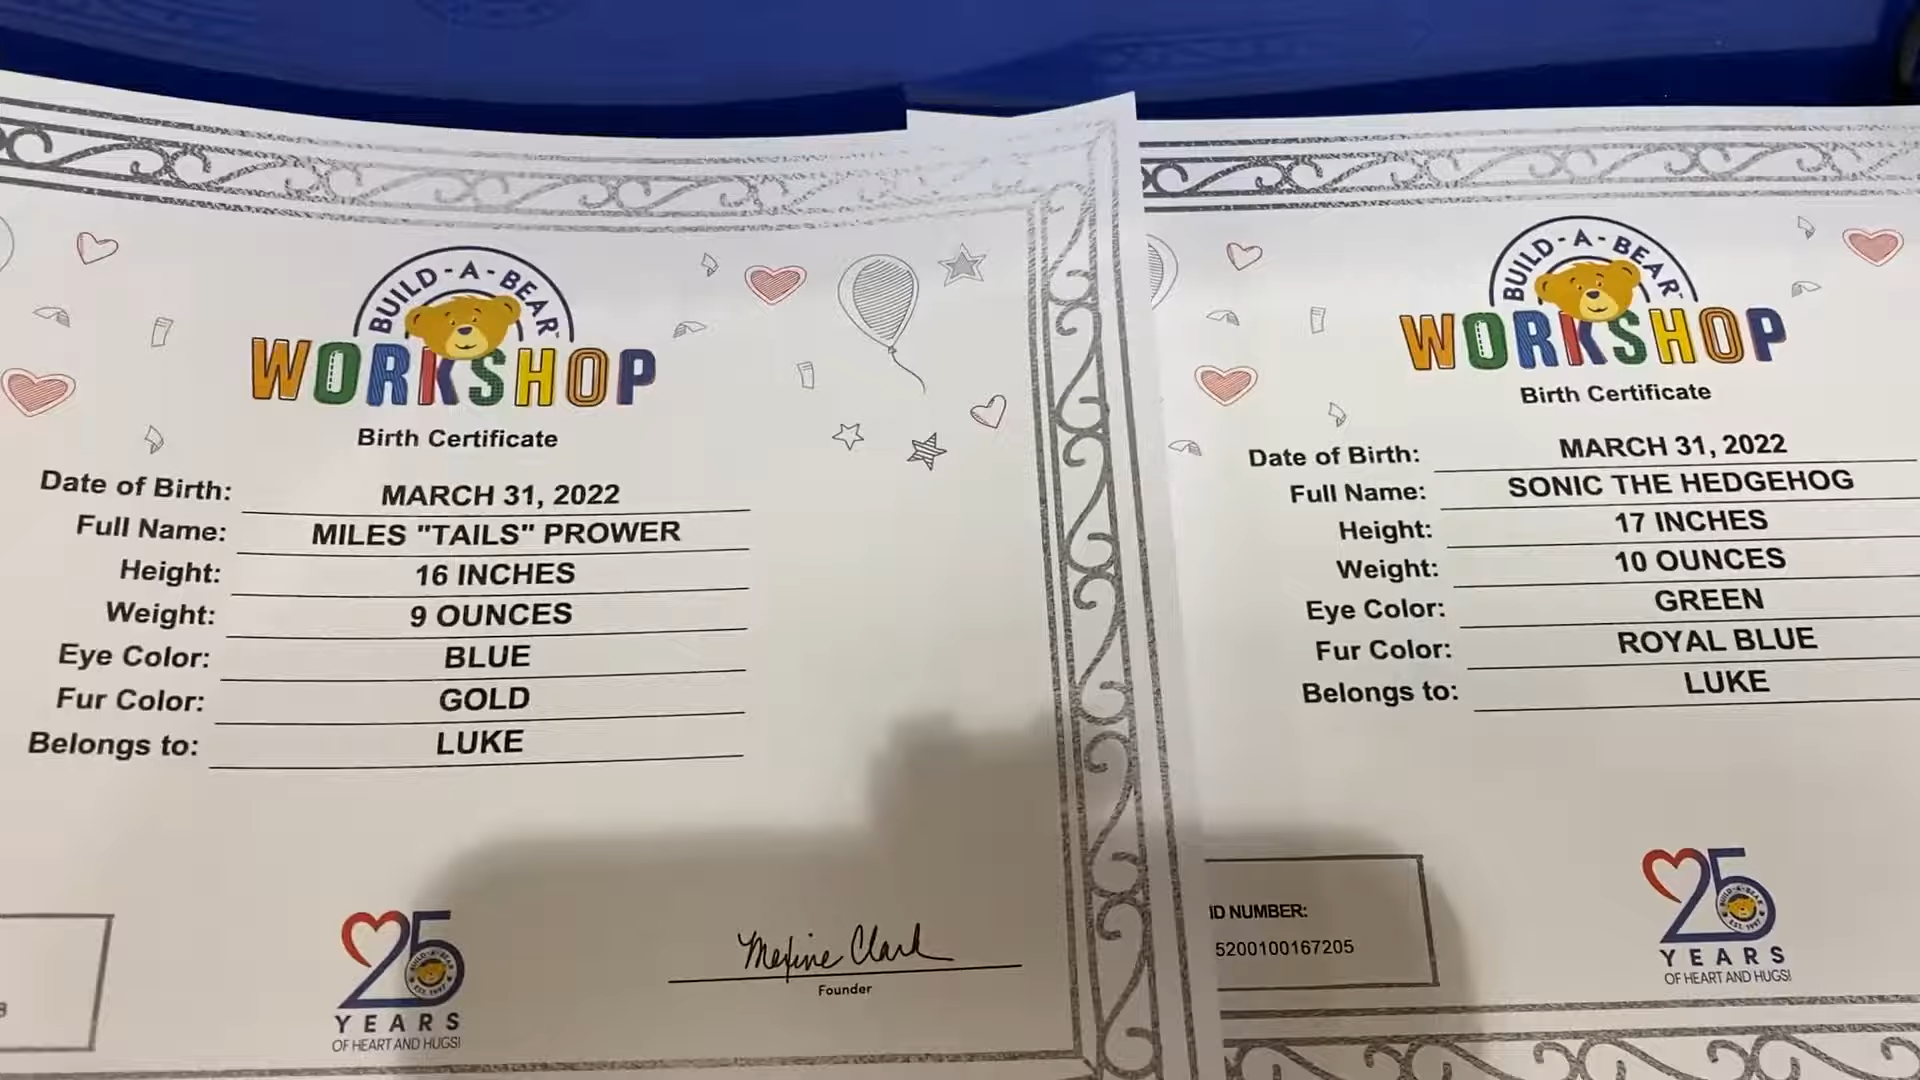 BUILD-A-BEAR
WORKSHOP
Birth Certificate
Date of Birth: MARCH 31, 2022
Full Name: MILES "TAILS" PROWER
Height: 16 INCHES
Weight: 9 OUNCES
Eye Color: BLUE
Fur Color: GOLD
Belongs to: LUKE
25
YEARS
OF HEART AND HUGS!
Maxine Clark
Founder
BUILD-A-BEAR
WORKSHOP
Birth Certificate
Date of Birth: MARCH 31, 2022
Full Name: SONIC THE HEDGEHOG
Height: 17 INCHES
Weight: 10 OUNCES
Eye Color: GREEN
Fur Color: ROYAL BLUE
Belongs to: LUKE
ID NUMBER:
5200100167205
25
YEARS
OF HEART AND HUGS!